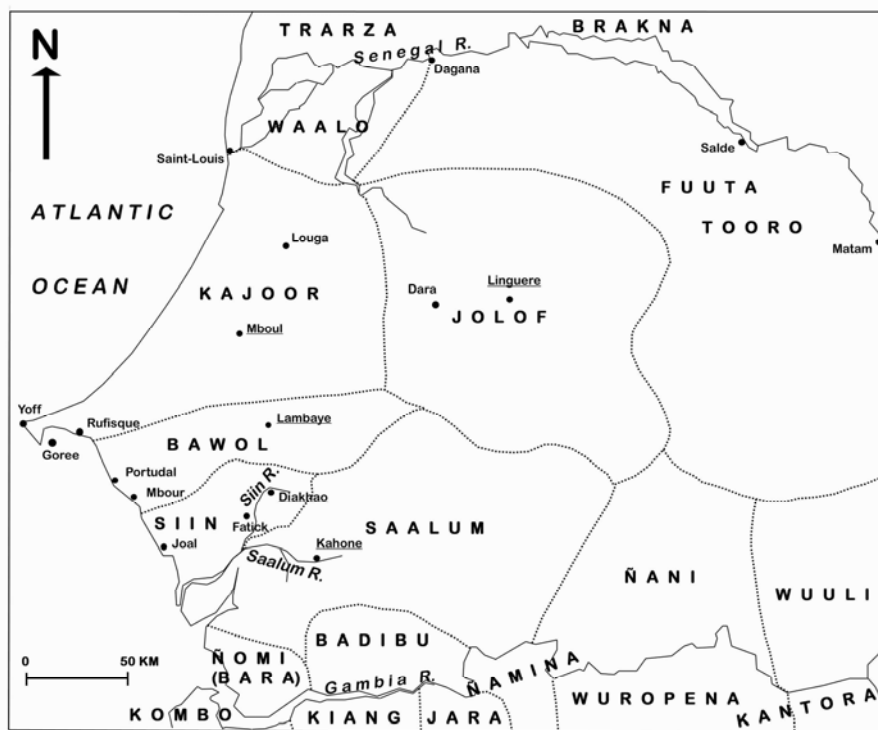 TRARZA
BRAKNA
N
Senegal R.
Dagana
WAALO
Saint-Louis
Salde
FUUTA
TOORO
ATLANTIC
OCEAN
Louga
Matam
KAJOOR
Dara
Linguere
JOLOF
Mboul
Yoff
Rufisque
Goree
Lambaye
BAWOL
Portudal
Mbour
Siin R.
Diakhao
SIIN
Fatick
SAALUM
Joal
Kahone
Saalum R.
ÑANI
WUULI
BADIBU
0 50 KM
ÑOMI
(BARA)
Gambia R.
ÑAMINA
WUROPENA
KANTORA
KOMBO
KIANG
JARA